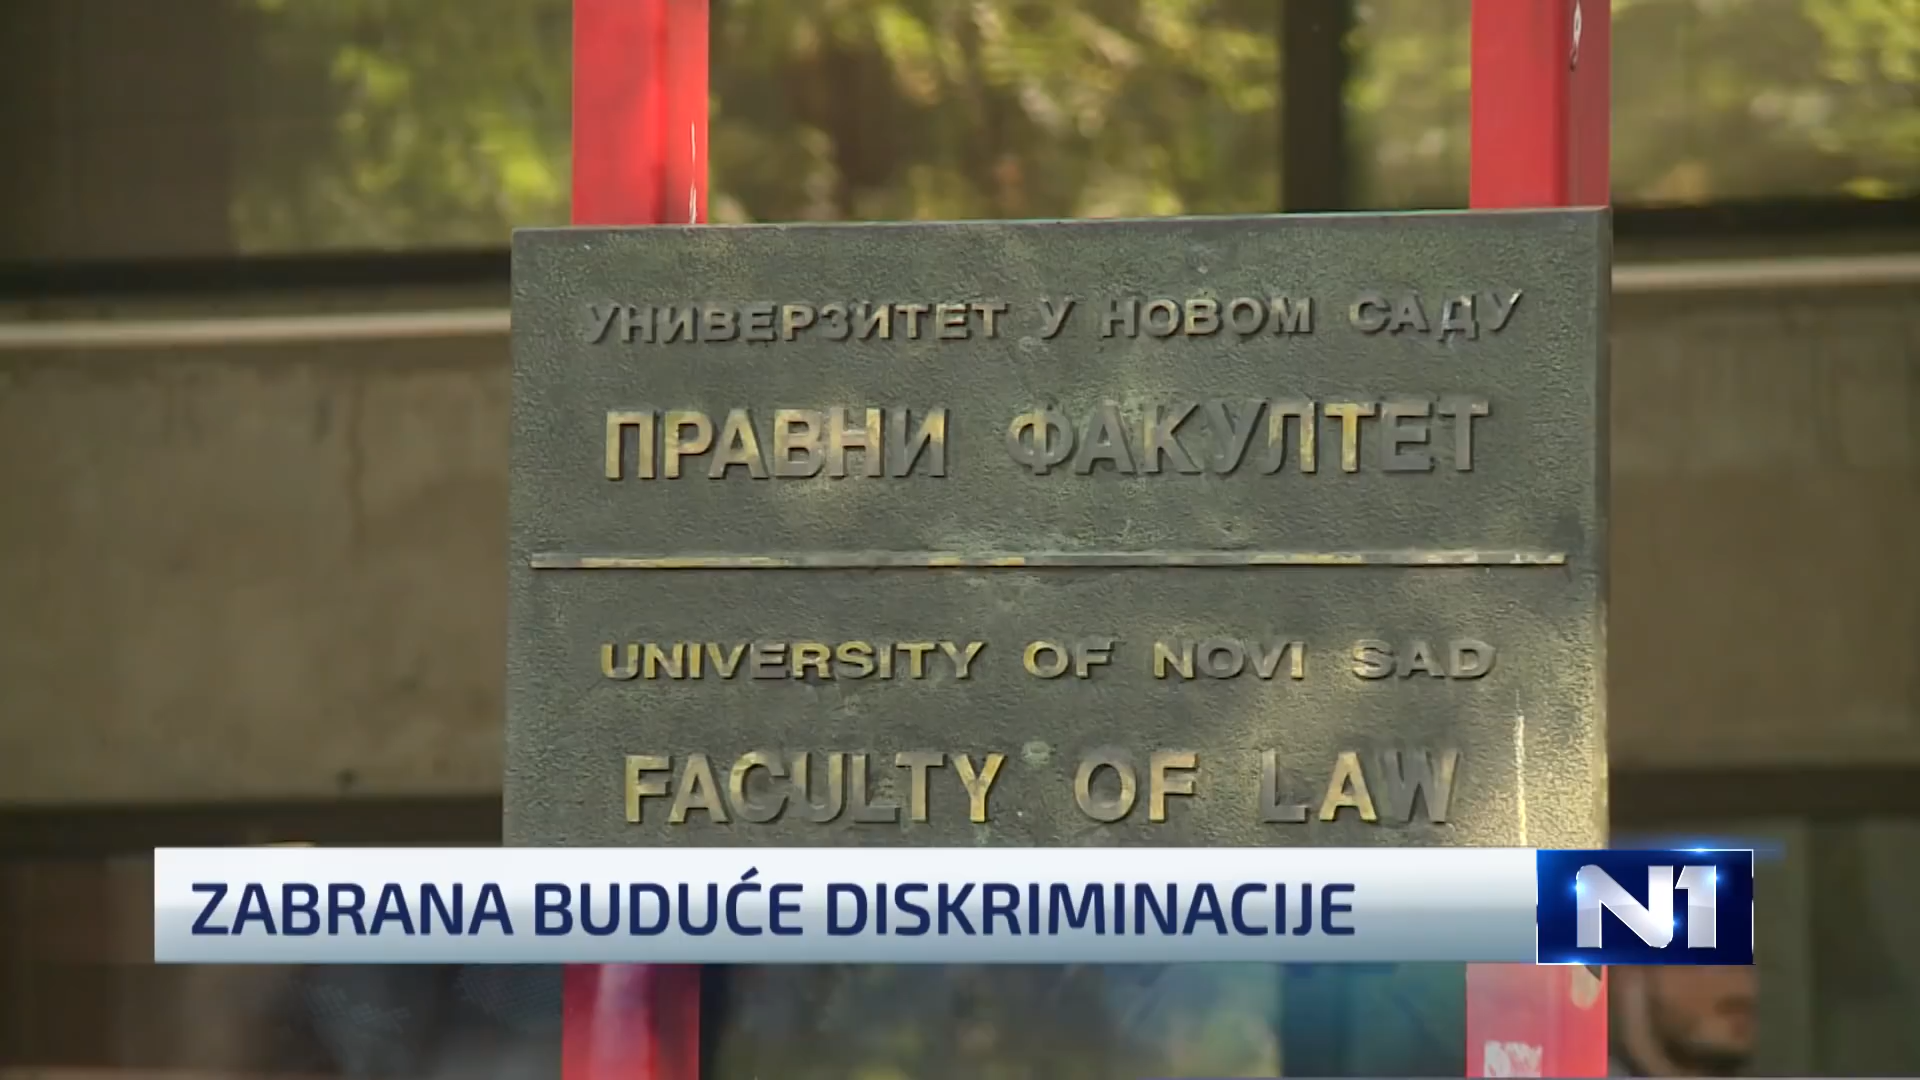 УНИВЕРЗИТЕТ У НОВОМ САДУ
ПРАВНИ ФАКУЛТЕТ
UNIVERSITY OF NOVI SAD
FACULTY OF LAW
ZABRANA BUDUĆE DISKRIMINACIJE
N1